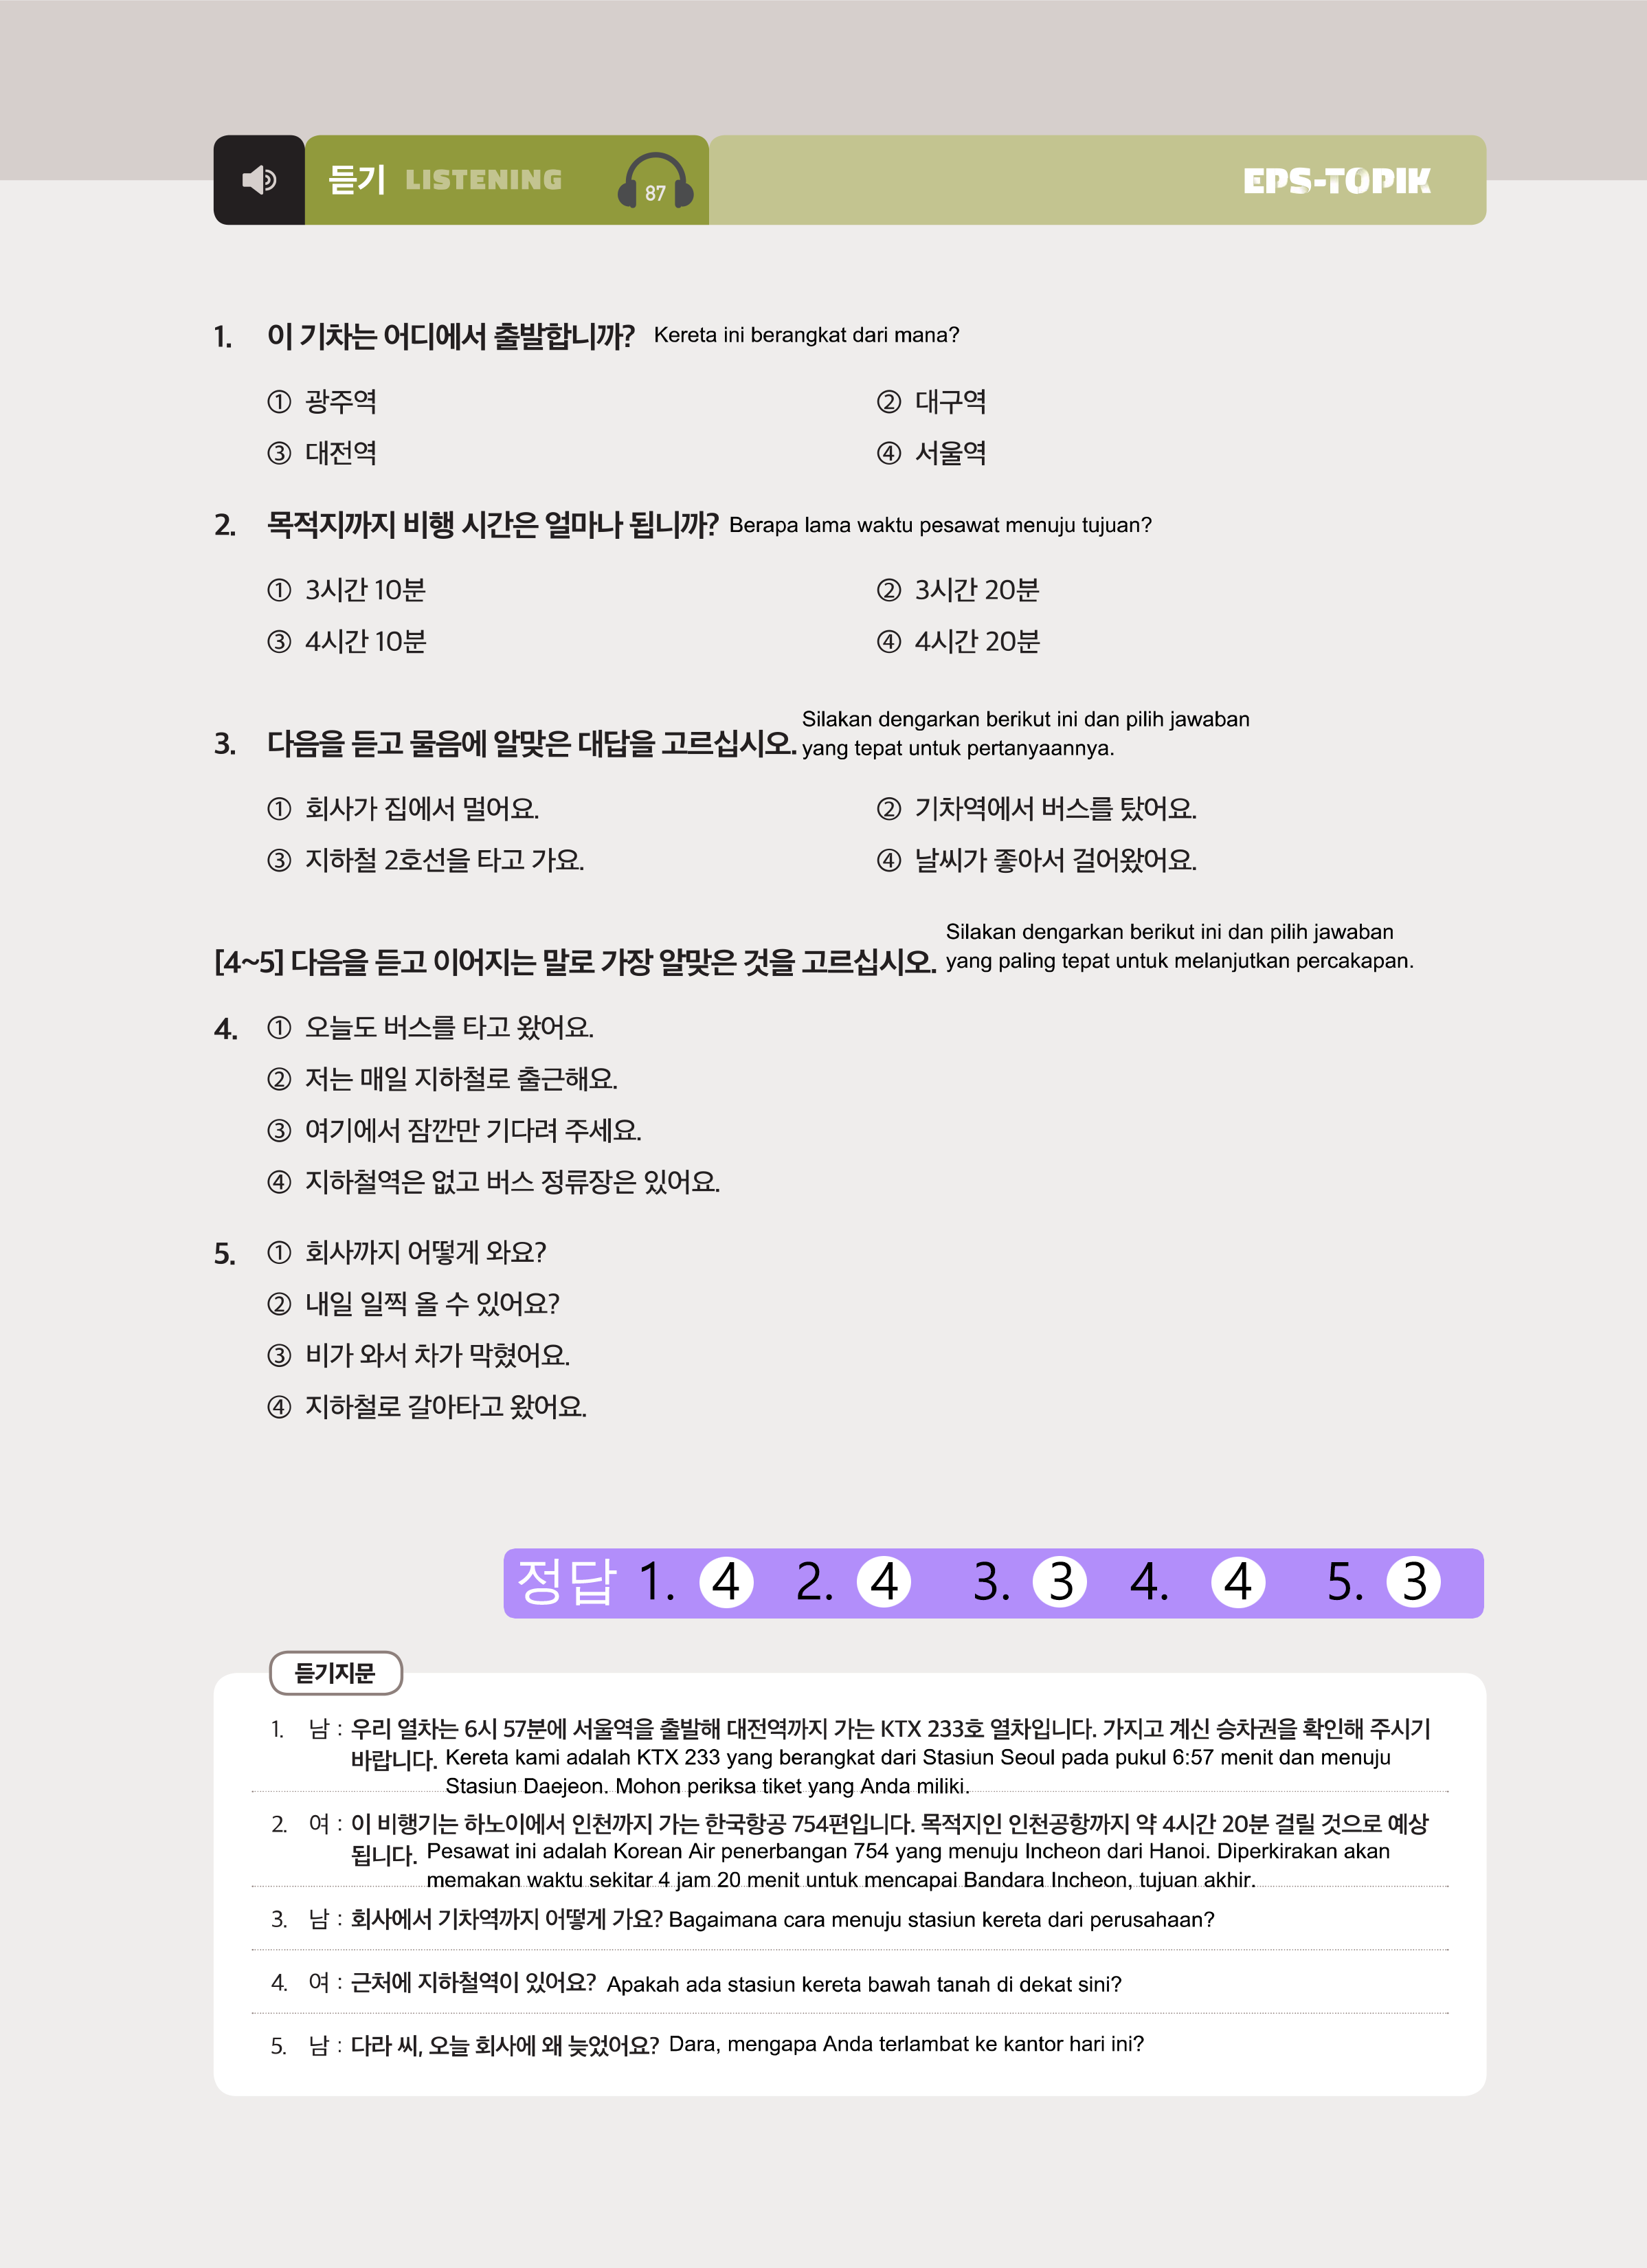 듣기 LISTENING 87 EPS-TOPIK
1. 이 기차는 어디에서 출발합니까? Kereta ini berangkat dari mana?
① 광주역 ② 대구역
③ 대전역 ④ 서울역
2. 목적지까지 비행 시간은 얼마나 됩니까? Berapa lama waktu pesawat menuju tujuan?
① 3시간 10분 ② 3시간 20분
③ 4시간 10분 ④ 4시간 20분
3. 다음을 듣고 물음에 알맞은 대답을 고르십시오. Silakan dengarkan berikut ini dan pilih jawaban
yang tepat untuk pertanyaannya.
① 회사가 집에서 멀어요. ② 기차역에서 버스를 탔어요.
③ 지하철 2호선을 타고 가요. ④ 날씨가 좋아서 걸어왔어요.
[4~5] 다음을 듣고 이어지는 말로 가장 알맞은 것을 고르십시오. Silakan dengarkan berikut ini dan pilih jawaban
yang paling tepat untuk melanjutkan percakapan.
4. ① 오늘도 버스를 타고 왔어요.
② 저는 매일 지하철로 출근해요.
③ 여기에서 잠깐만 기다려 주세요.
④ 지하철역은 없고 버스 정류장은 있어요.
5. ① 회사까지 어떻게 와요?
② 내일 일찍 올 수 있어요?
③ 비가 와서 차가 막혔어요.
④ 지하철로 갈아타고 왔어요.
정답 1. 4 2. 4 3. 3 4. 4 5. 3
듣기지문
1. 남 : 우리 열차는 6시 57분에 서울역을 출발해 대전역까지 가는 KTX 233호 열차입니다. 가지고 계신 승차권을 확인해 주시기
바랍니다. Kereta kami adalah KTX 233 yang berangkat dari Stasiun Seoul pada pukul 6:57 menit dan menuju
Stasiun Daejeon. Mohon periksa tiket yang Anda miliki.
2. 여 : 이 비행기는 하노이에서 인천까지 가는 한국항공 754편입니다. 목적지인 인천공항까지 약 4시간 20분 걸릴 것으로 예상
됩니다. Pesawat ini adalah Korean Air penerbangan 754 yang menuju Incheon dari Hanoi. Diperkirakan akan
memakan waktu sekitar 4 jam 20 menit untuk mencapai Bandara Incheon, tujuan akhir.
3. 남 : 회사에서 기차역까지 어떻게 가요? Bagaimana cara menuju stasiun kereta dari perusahaan?
4. 여 : 근처에 지하철역이 있어요? Apakah ada stasiun kereta bawah tanah di dekat sini?
5. 남 : 다라 씨, 오늘 회사에 왜 늦었어요? Dara, mengapa Anda terlambat ke kantor hari ini?